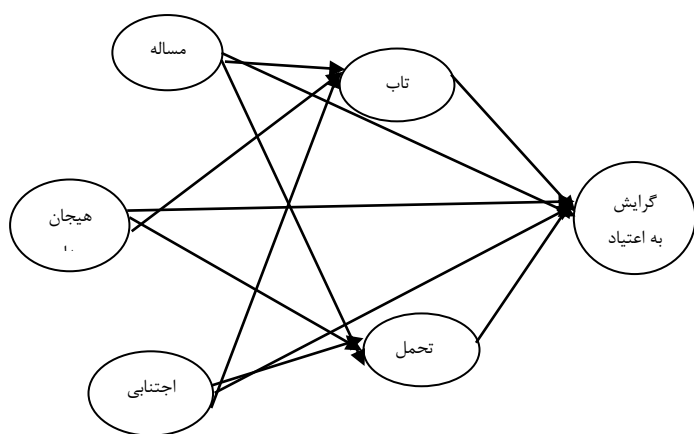 مساله
تاب
گرایش
به اعتیاد
هیجان
تحمل
اجتنابی